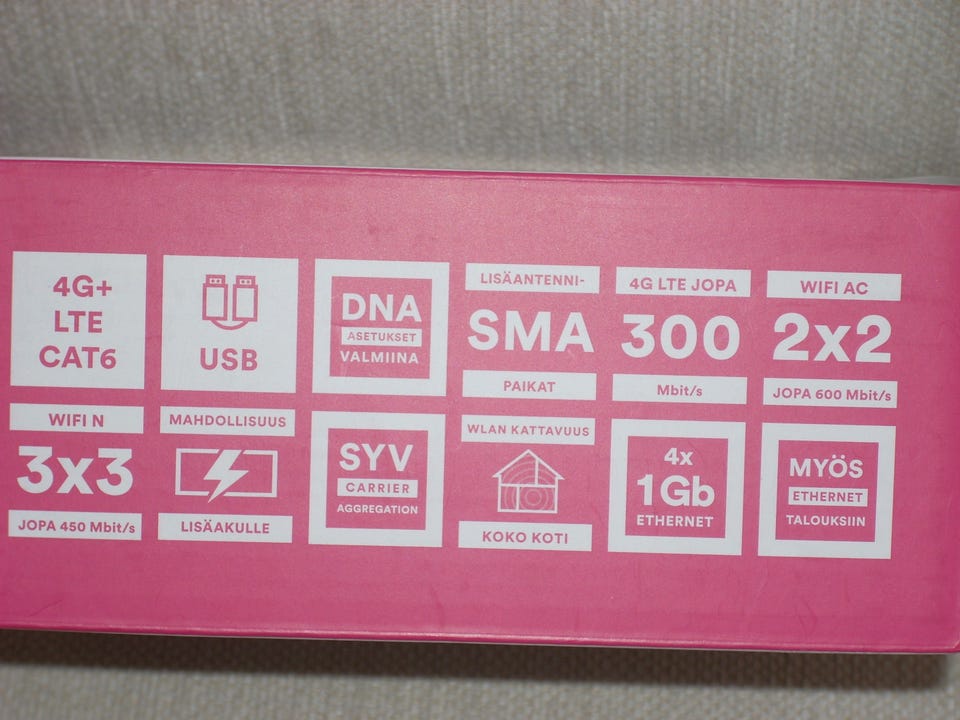 4G+
LTE
CAT6
USB
DNA
ASETUKSET
VALMIINA
LISÄANTENNI-
SMA
PAIKAT
4G LTE JOPA
300
Mbit/s
WIFI AC
2x2
JOPA 600 Mbit/s
WIFI N
3x3
JOPA 450 Mbit/s
MAHDOLLISUUS
LISÄAKULLE
SYV
CARRIER
AGGREGATION
WLAN KATTAVUUS
KOKO KOTI
4x
1Gb
ETHERNET
MYÖS
ETHERNET
TALOUKSIIN